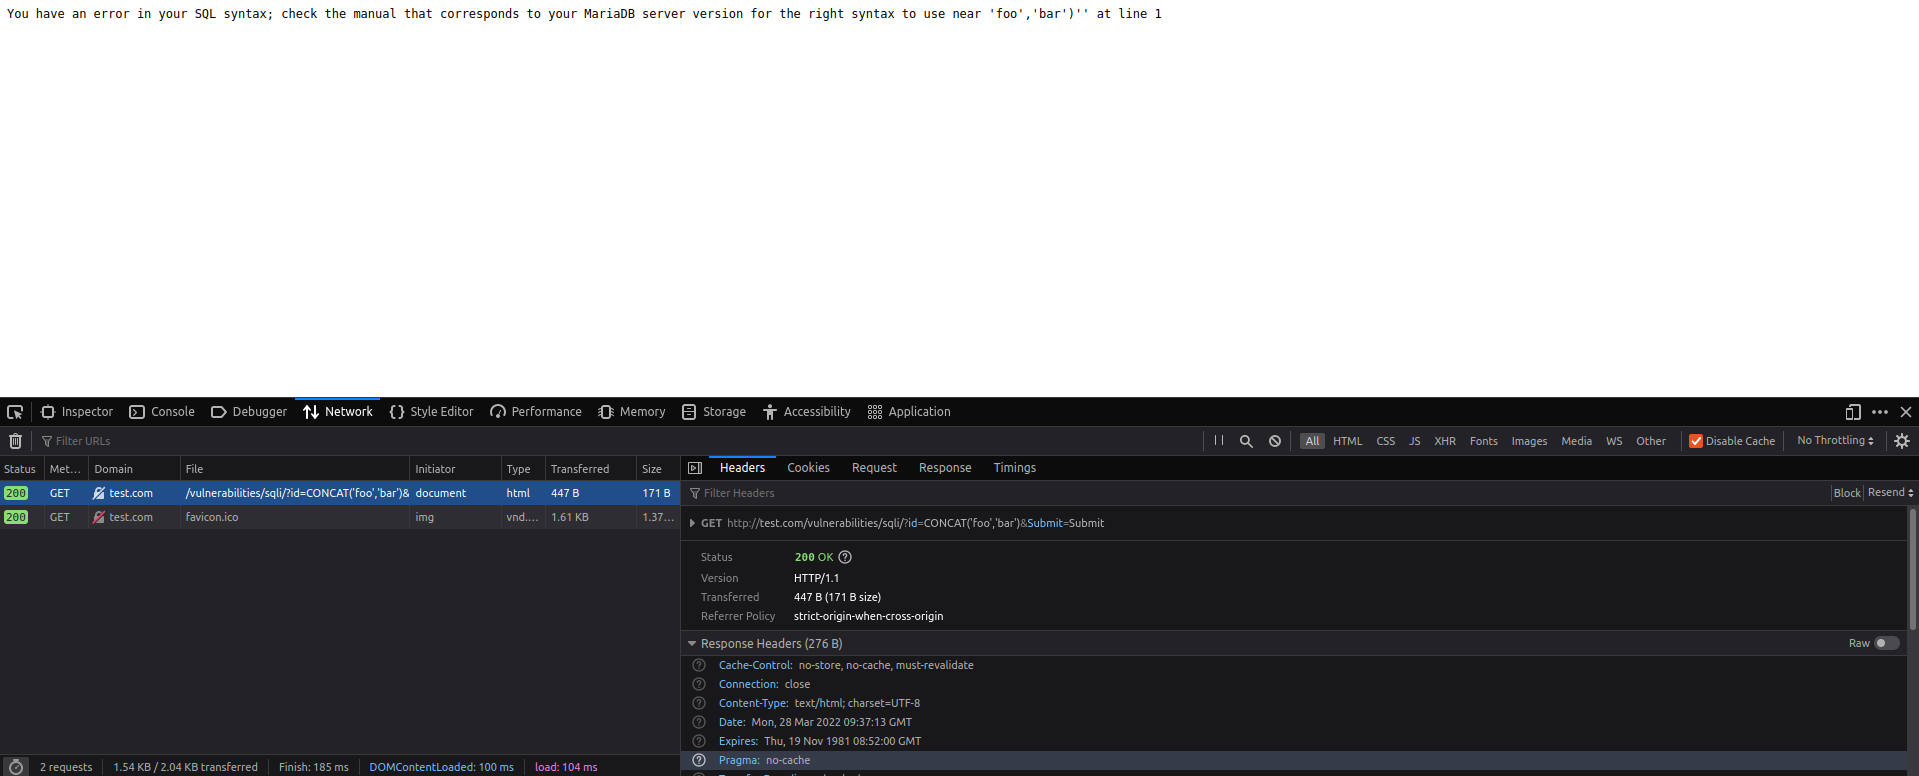 You have an error in your SQL syntax; check the manual that corresponds to your MariaDB server version for the right syntax to use near 'foo','bar')'' at line 1
Inspector Console Debugger Network Style Editor Performance Memory Storage Accessibility Application
Filter URLs
All HTML CSS JS XHR Fonts Images Media WS Other Disable Cache No Throttling
Status Met... Domain File Initiator Type Transferred Size
200 GET test.com /vulnerabilities/sqli/?id=CONCAT('foo','bar')& document html 447 B 171 B
200 GET test.com favicon.ico img vnd.... 1.61 KB 1.37...
2 requests 1.54 KB / 2.04 KB transferred Finish: 185 ms DOMContentLoaded: 100 ms load: 104 ms
Headers Cookies Request Response Timings
Filter Headers Block Resend
GET http://test.com/vulnerabilities/sqli/?id=CONCAT('foo','bar')&Submit=Submit
Status 200 OK
Version HTTP/1.1
Transferred 447 B (171 B size)
Referrer Policy strict-origin-when-cross-origin
Response Headers (276 B) Raw
Cache-Control: no-store, no-cache, must-revalidate
Connection: close
Content-Type: text/html; charset=UTF-8
Date: Mon, 28 Mar 2022 09:37:13 GMT
Expires: Thu, 19 Nov 1981 08:52:00 GMT
Pragma: no-cache